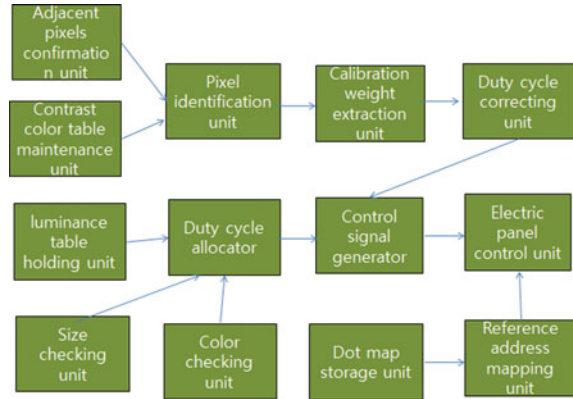 Adjacent
pixels
confirmatio
n unit
Pixel
identification
unit
Calibration
weight
extraction
unit
Duty cycle
correcting
unit
Contrast
color table
maintenance
unit
luminance
table
holding unit
Duty cycle
allocator
Control
signal
generator
Electric
panel
control unit
Size
checking
unit
Color
checking
unit
Dot map
storage unit
Reference
address
mapping
unit